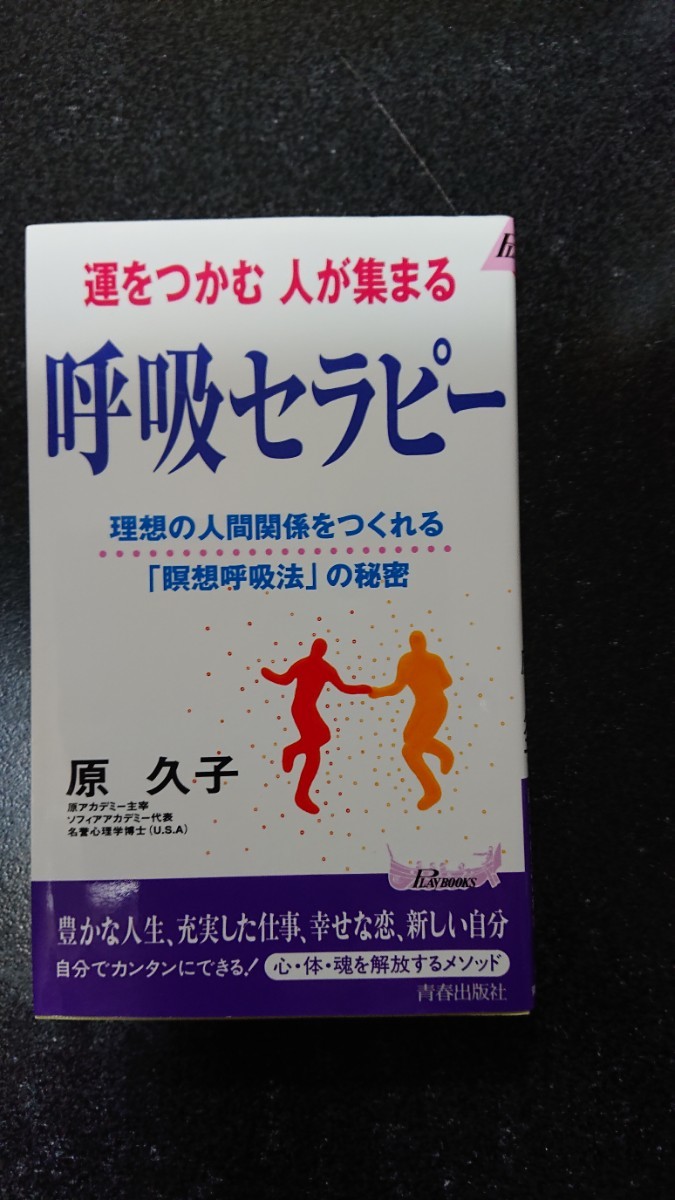 運をつかむ 人が集まる
呼吸セラピー
理想の人間関係をつくれる
「瞑想呼吸法」の秘密
原 久子
原アカデミー主宰
ソフィアアカデミー代表
名誉心理学博士(U.S.A)
PLAYBOOKS
豊かな人生、充実した仕事、幸せな恋、新しい自分
自分でカンタンにできる! 心・体・魂を解放するメソッド
青春出版社